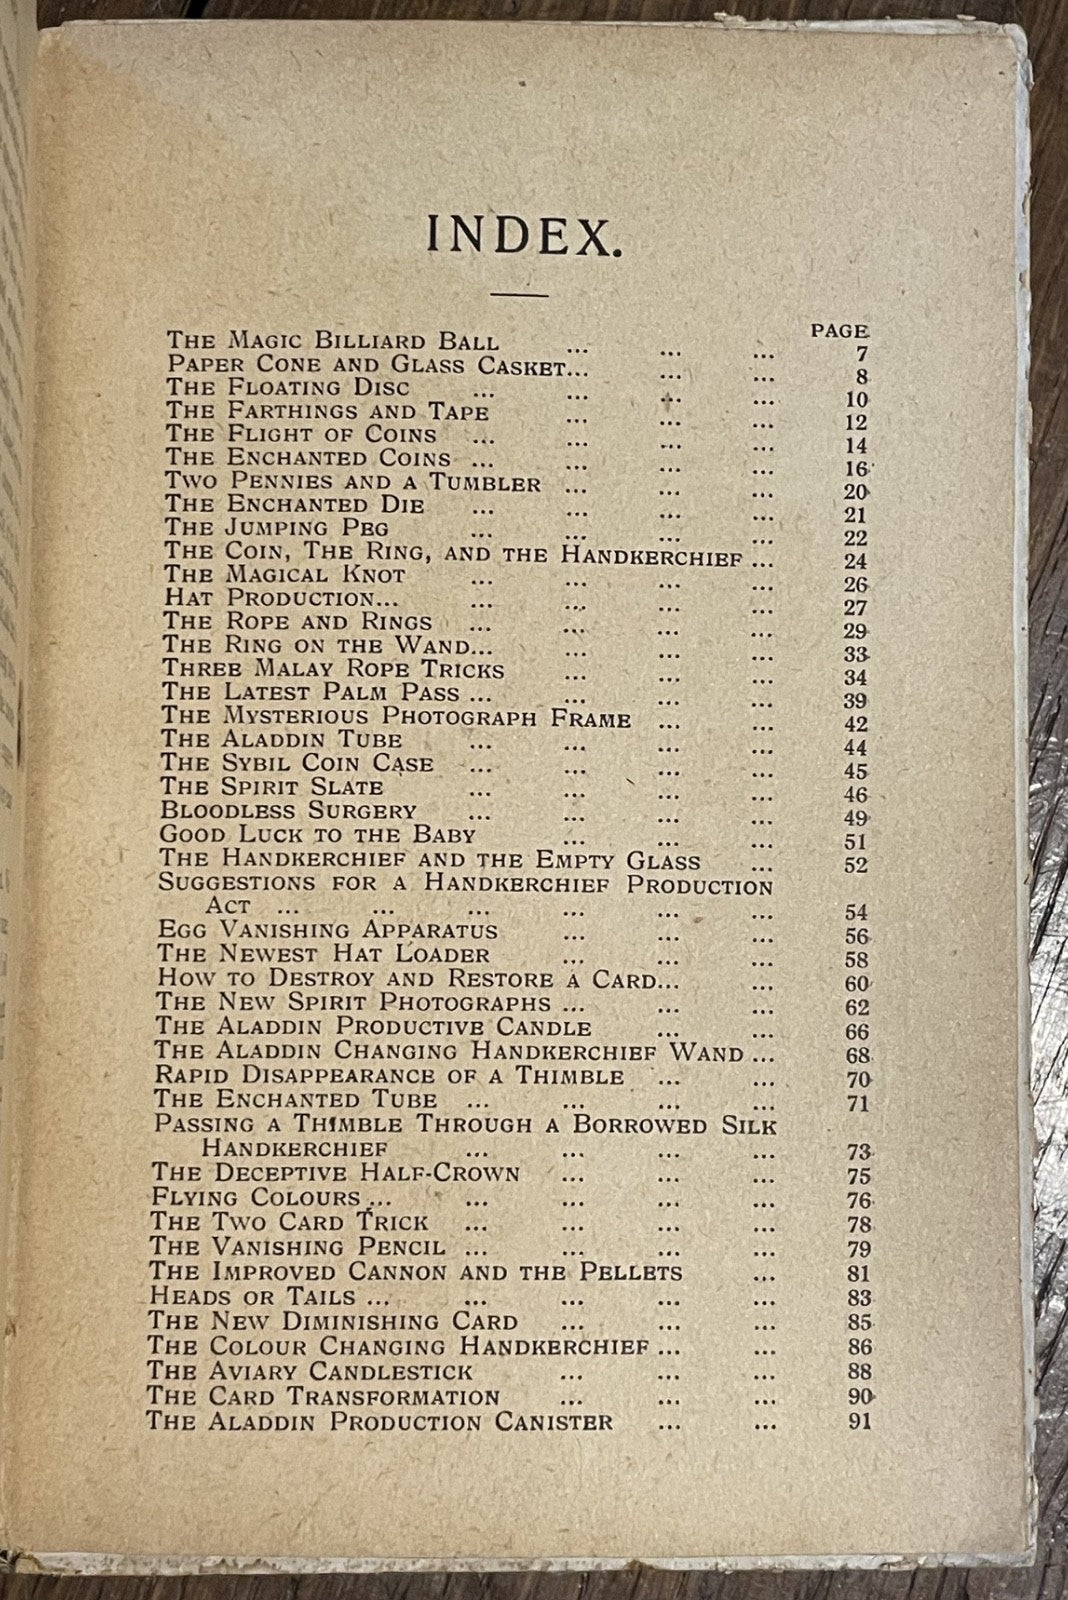 INDEX.
PAGE
The Magic Billiard Ball ... ... ... 7
Paper Cone and Glass Casket... ... ... 8
The Floating Disc ... ... ... ... 10
The Farthings and Tape ... ... ... 12
The Flight of Coins ... ... ... ... 14
The Enchanted Coins ... ... ... ... 16
Two Pennies and a Tumbler ... ... ... 20
The Enchanted Die ... ... ... ... 21
The Jumping Peg ... ... ... ... 22
The Coin, The Ring, and the Handkerchief ... 24
The Magical Knot ... ... ... ... 26
Hat Production... ... ... ... ... 27
The Rope and Rings ... ... ... ... 29
The Ring on the Wand... ... ... ... 33
Three Malay Rope Tricks ... ... ... 34
The Latest Palm Pass ... ... ... ... 39
The Mysterious Photograph Frame ... ... 42
The Aladdin Tube ... ... ... ... 44
The Sybil Coin Case ... ... ... ... 45
The Spirit Slate ... ... ... ... 46
Bloodless Surgery ... ... ... ... 49
Good Luck to the Baby ... ... ... 51
The Handkerchief and the Empty Glass ... 52
Suggestions for a Handkerchief Production
Act ... ... ... ... ... ... 54
Egg Vanishing Apparatus ... ... ... 56
The Newest Hat Loader ... ... ... 58
How to Destroy and Restore a Card... ... 60
The New Spirit Photographs ... ... ... 62
The Aladdin Productive Candle ... ... 66
The Aladdin Changing Handkerchief Wand ... 68
Rapid Disappearance of a Thimble ... ... 70
The Enchanted Tube ... ... ... ... 71
Passing a Thimble Through a Borrowed Silk
Handkerchief ... ... ... ... 73
The Deceptive Half-Crown ... ... ... 75
Flying Colours ... ... ... ... ... 76
The Two Card Trick ... ... ... ... 78
The Vanishing Pencil ... ... ... ... 79
The Improved Cannon and the Pellets ... 81
Heads or Tails ... ... ... ... ... 83
The New Diminishing Card ... ... ... 85
The Colour Changing Handkerchief ... ... 86
The Aviary Candlestick ... ... ... 88
The Card Transformation ... ... ... 90
The Aladdin Production Canister ... ... 91